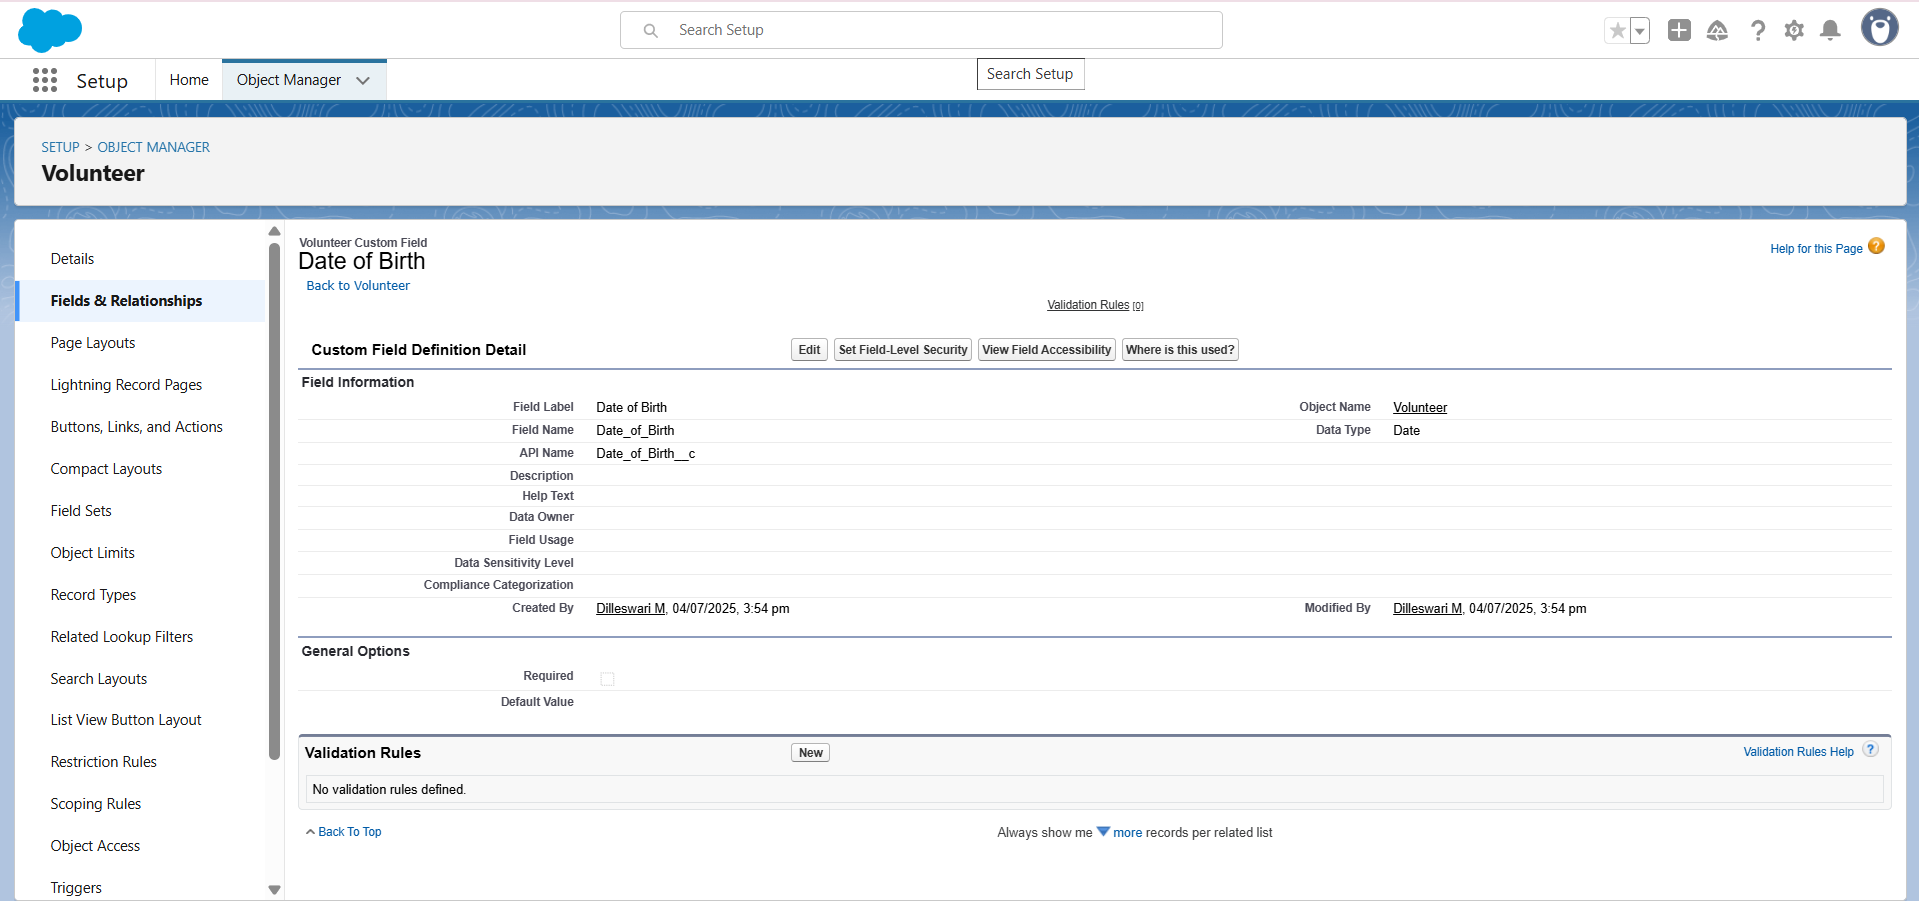 Search Setup
Setup
Home
Object Manager
Search Setup
SETUP > OBJECT MANAGER
Volunteer
Details
Fields & Relationships
Page Layouts
Lightning Record Pages
Buttons, Links, and Actions
Compact Layouts
Field Sets
Object Limits
Record Types
Related Lookup Filters
Search Layouts
List View Button Layout
Restriction Rules
Scoping Rules
Object Access
Triggers
Volunteer Custom Field
Date of Birth
Help for this Page ?
Back to Volunteer
Validation Rules [0]
Custom Field Definition Detail
Edit
Set Field-Level Security
View Field Accessibility
Where is this used?
Field Information
Field Label Date of Birth Object Name Volunteer
Field Name Date_of_Birth Data Type Date
API Name Date_of_Birth__c
Description
Help Text
Data Owner
Field Usage
Data Sensitivity Level
Compliance Categorization
Created By Dilleswari M, 04/07/2025, 3:54 pm Modified By Dilleswari M, 04/07/2025, 3:54 pm
General Options
Required
Default Value
Validation Rules New Validation Rules Help ?
No validation rules defined.
Back To Top
Always show me more records per related list